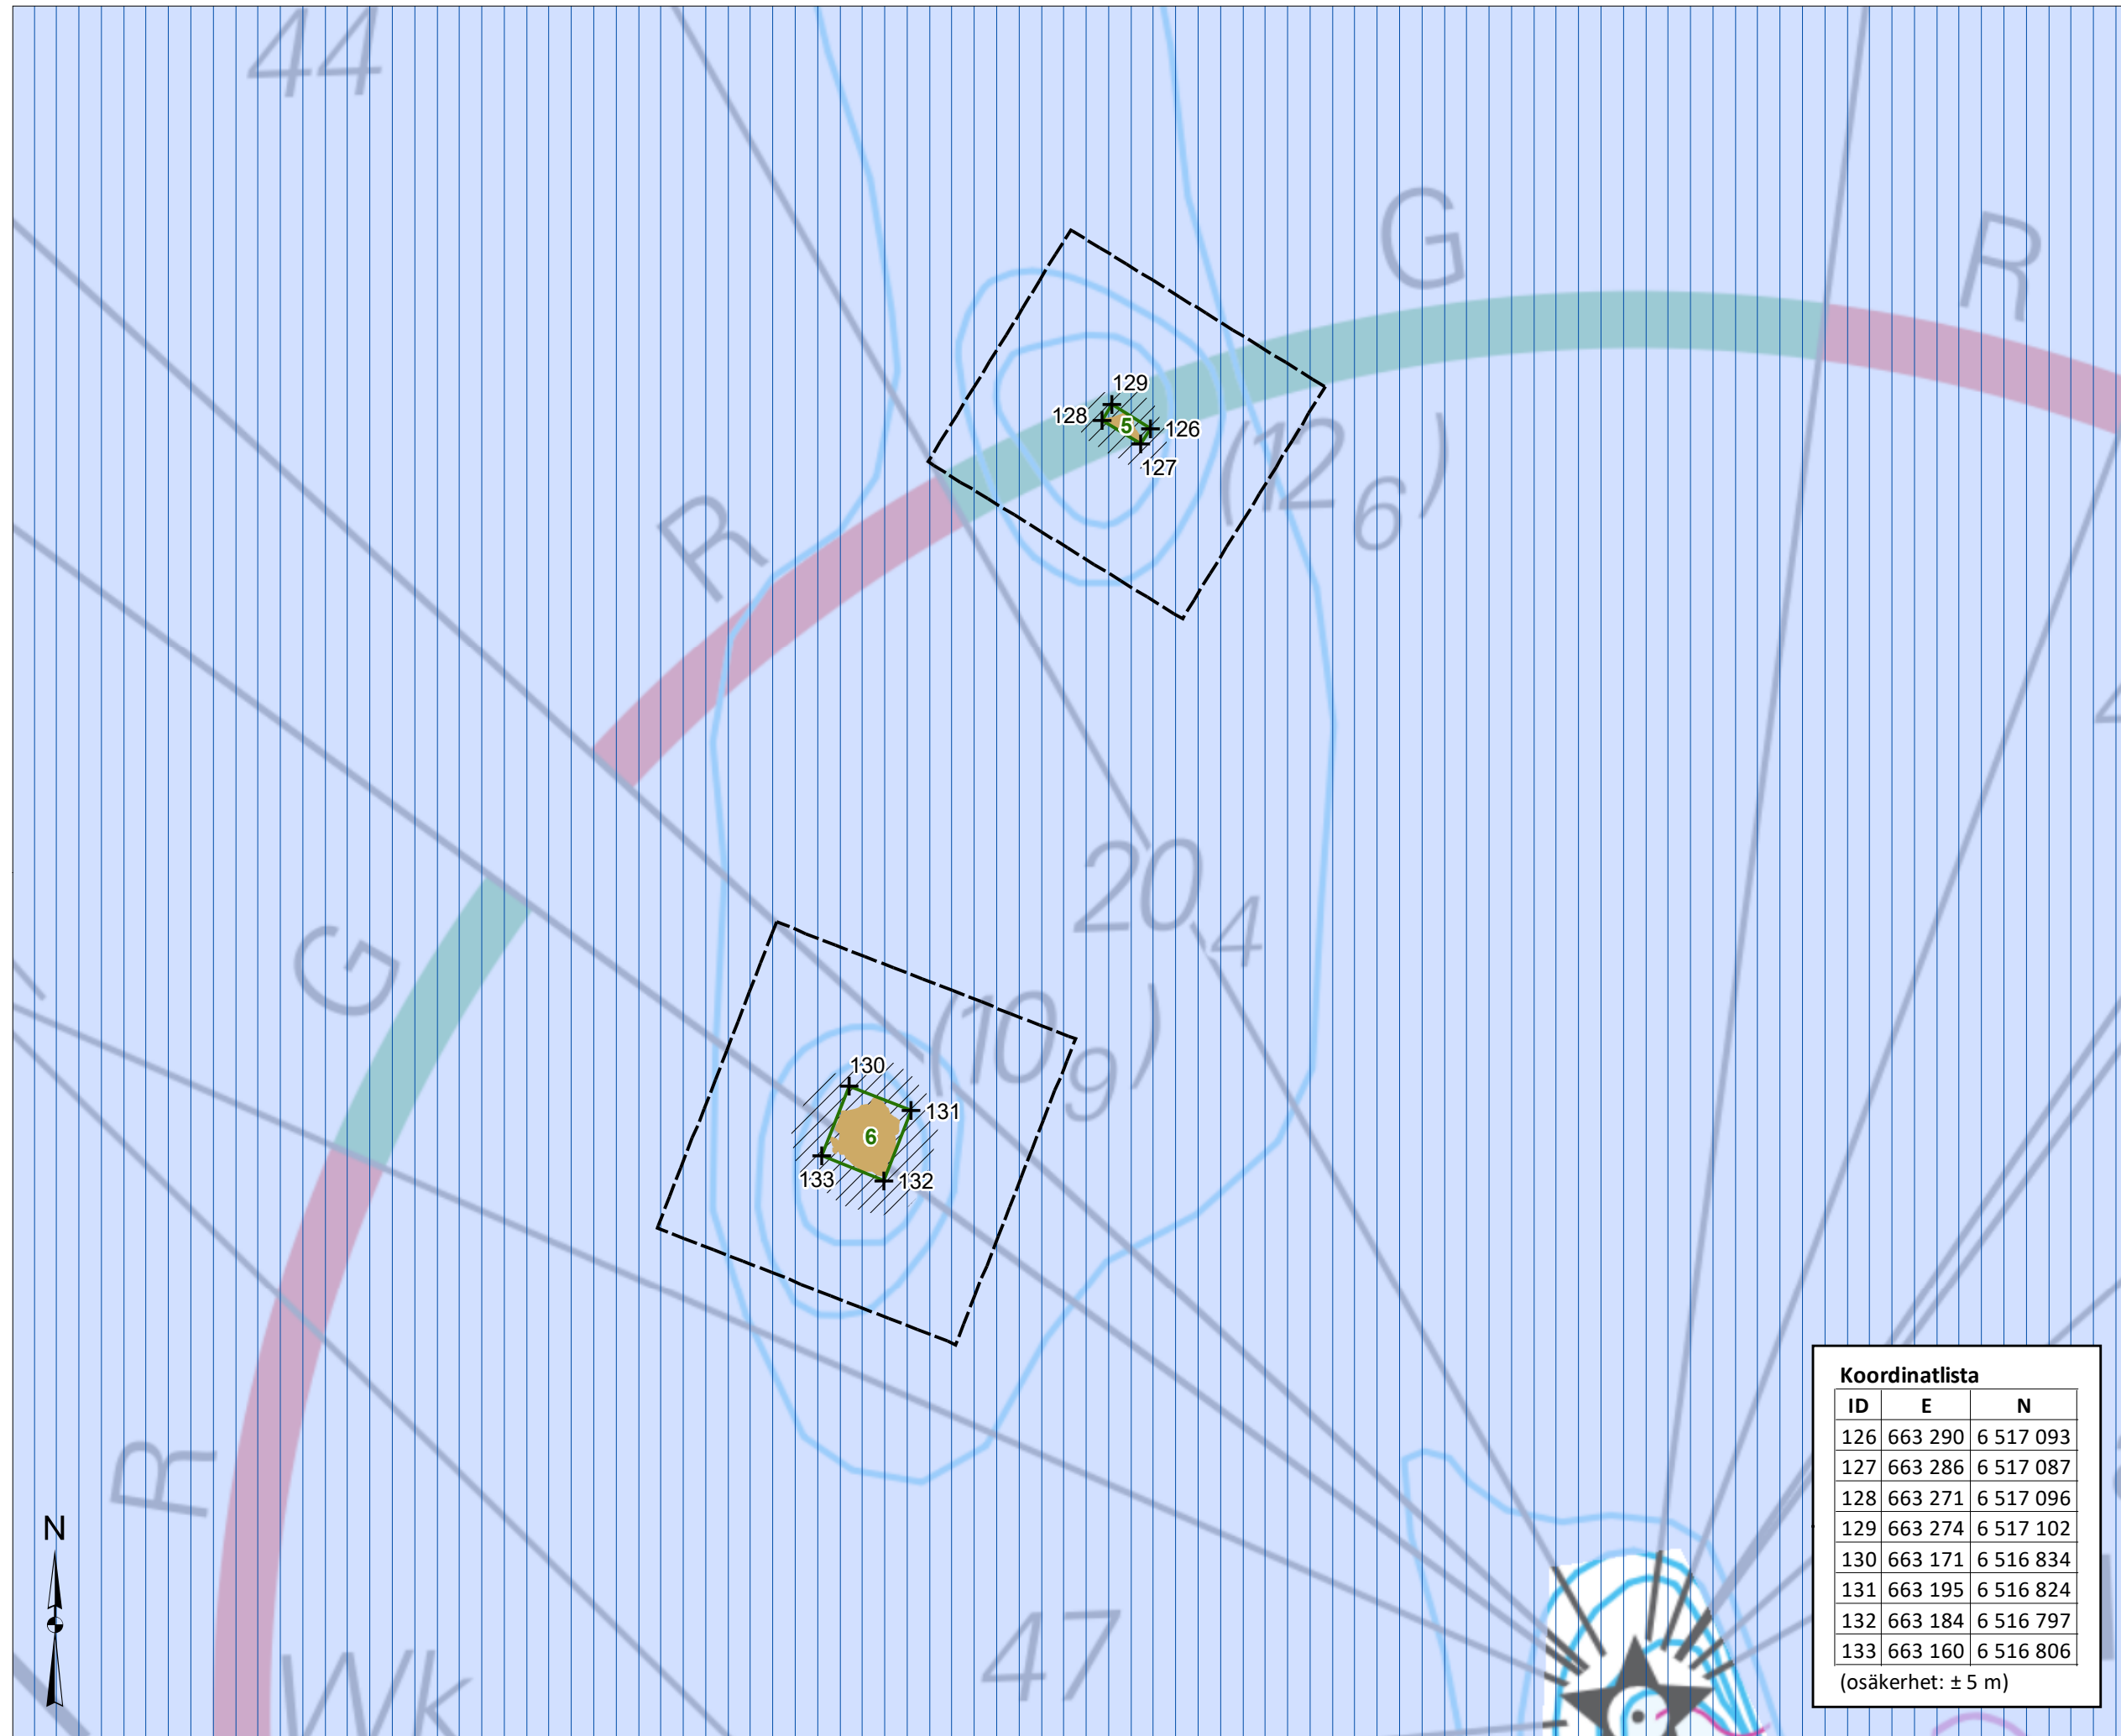 44
G
R
129
128
5
126
127
(12 6)
R
20 4
G
(10 9)
130
131
6
133
132
R
N
47
Wk
Koordinatlista
ID E N
126 663 290 6 517 093
127 663 286 6 517 087
128 663 271 6 517 096
129 663 274 6 517 102
130 663 171 6 516 834
131 663 195 6 516 824
132 663 184 6 516 797
133 663 160 6 516 806
(osäkerhet: ± 5 m)